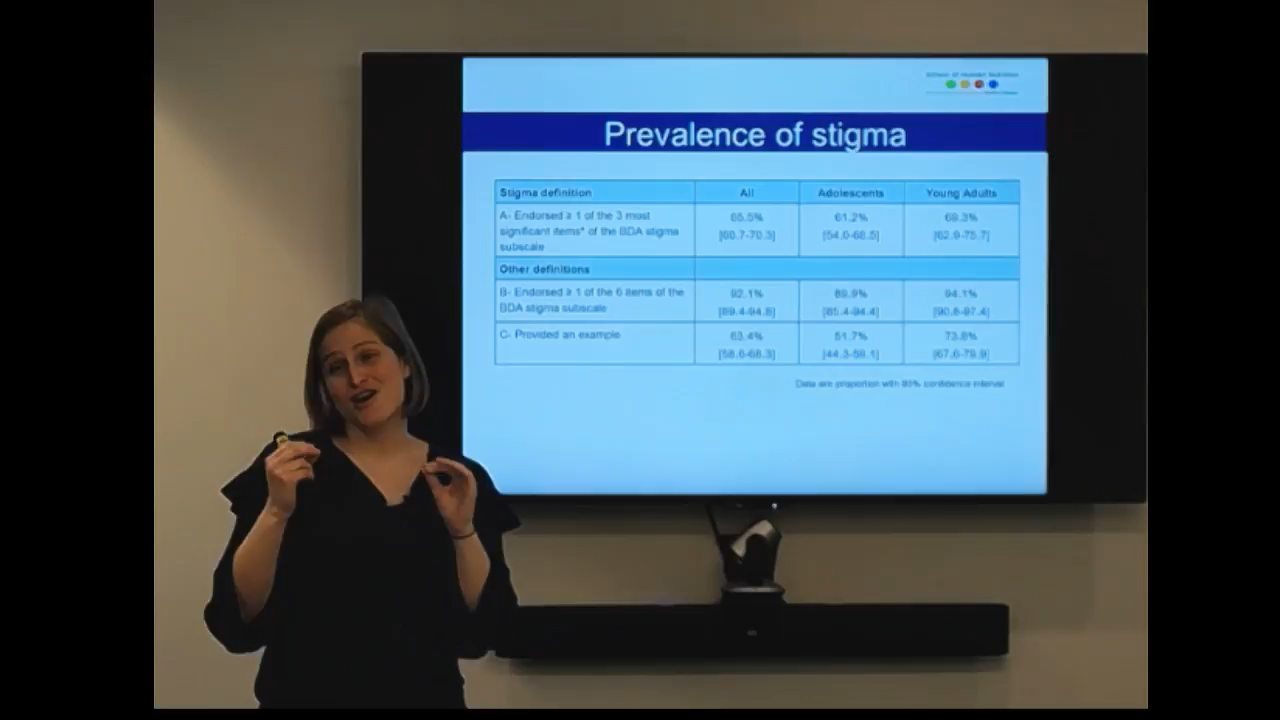 School of Human Nutrition
Prevalence of stigma
Stigma definition All Adolescents Young Adults
A- Endorsed ≥ 1 of the 3 most
significant items* of the BDA stigma
subscale
65.5% 61.2% 69.3%
[60.7-70.3] [54.0-68.5] [62.9-75.7]
Other definitions
B- Endorsed ≥ 1 of the 6 items of the
BDA stigma subscale
92.1% 89.9% 94.1%
[89.4-94.8] [85.4-94.4] [90.8-97.4]
C- Provided an example 63.4% 51.7% 73.8%
[58.6-68.3] [44.3-59.1] [67.6-79.9]
Data are proportion with 95% confidence interval